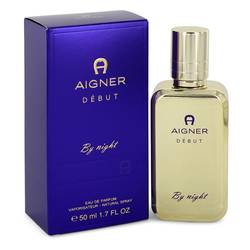 AIGNER
DÉBUT
By night
EAU DE PARFUM
VAPORISATEUR - NATURAL SPRAY
℮ 50 ml 1.7 FL. OZ
AIGNER
DÉBUT
By night